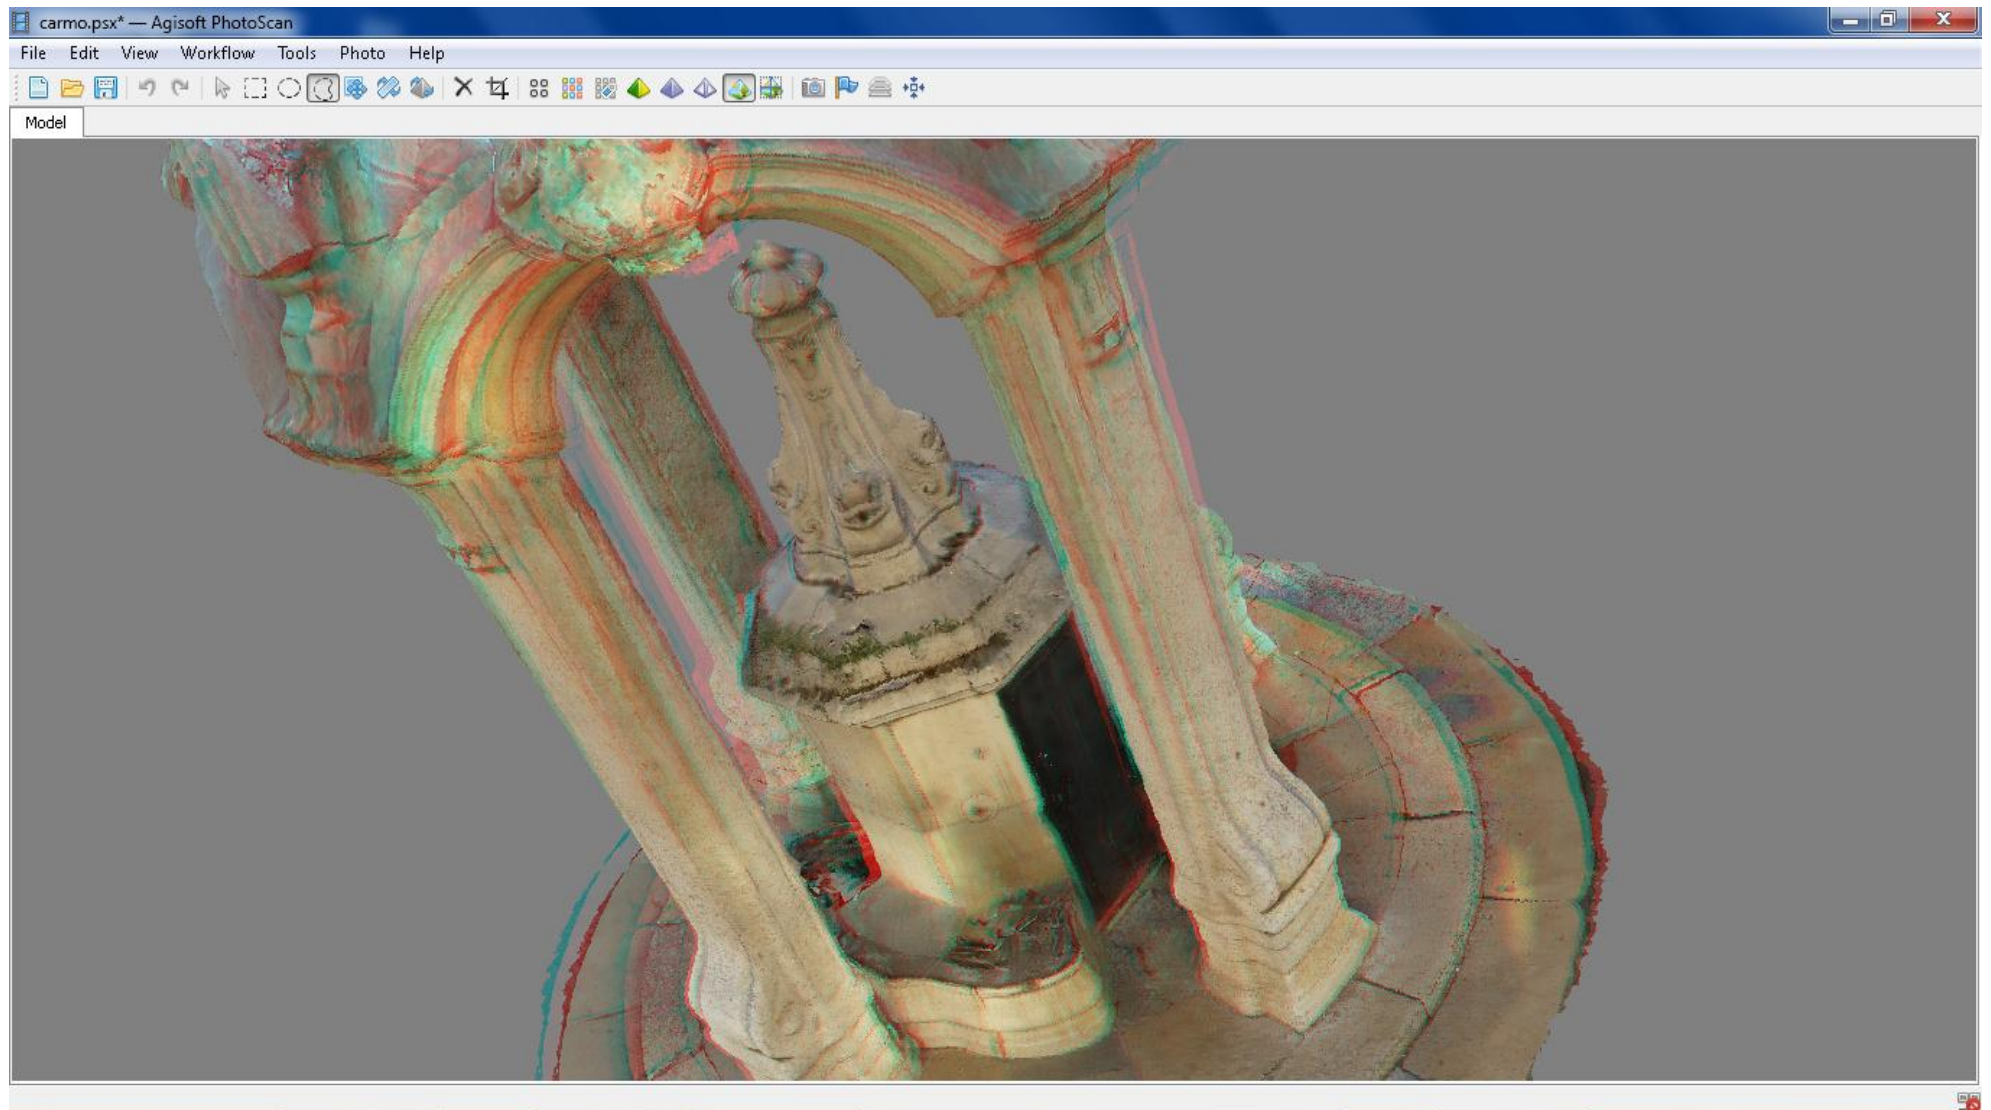 carmo.psx* — Agisoft PhotoScan
File Edit View Workflow Tools Photo Help
Model